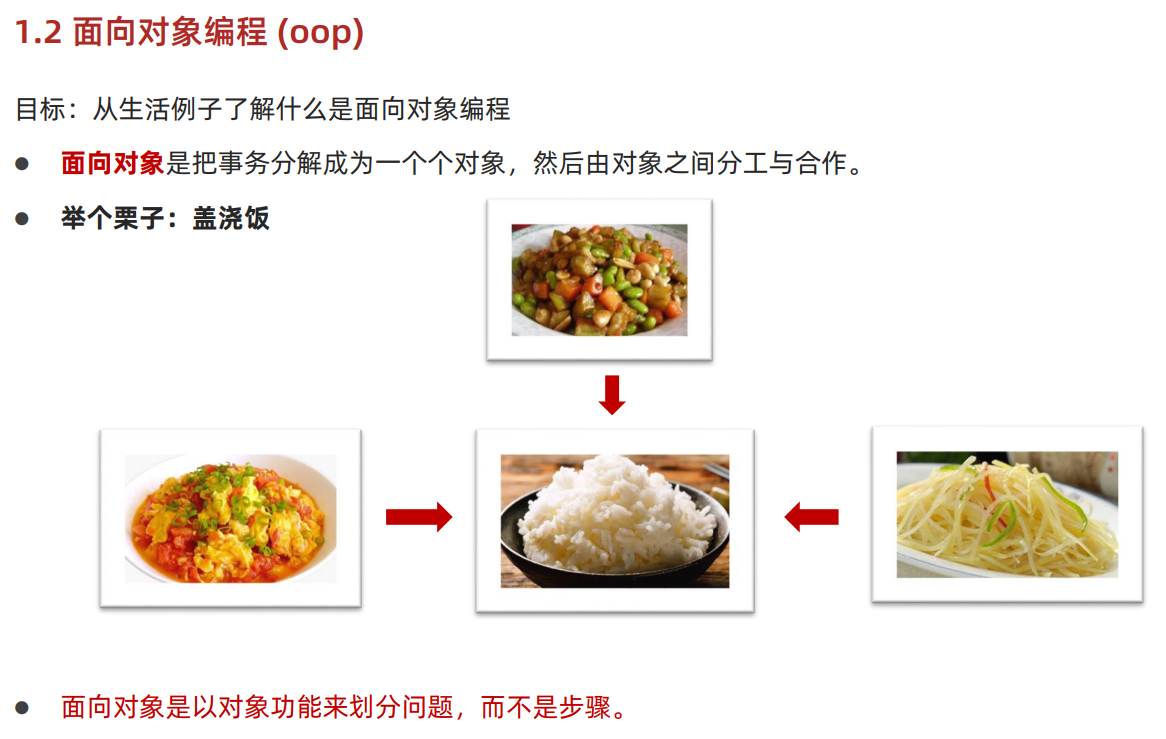 1.2 面向对象编程 (oop)
目标：从生活例子了解什么是面向对象编程
● 面向对象是把事务分解成为一个个对象，然后由对象之间分工与合作。
● 举个栗子：盖浇饭
● 面向对象是以对象功能来划分问题，而不是步骤。